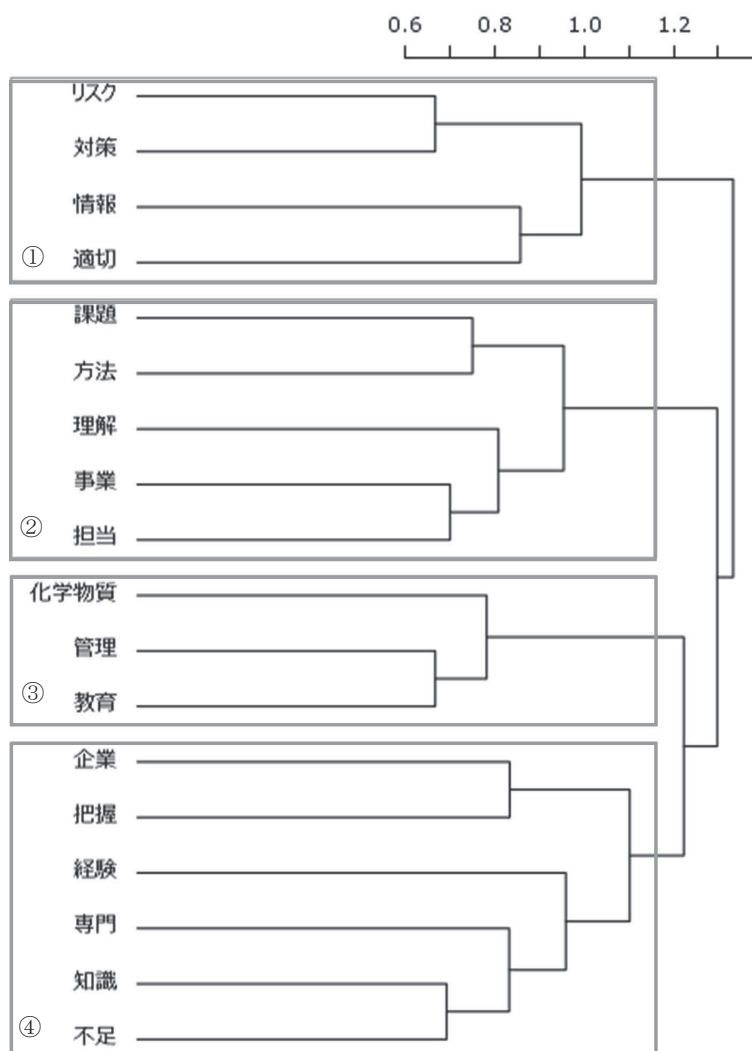 0.6 0.8 1.0 1.2
リスク
対策
情報
① 適切
課題
方法
理解
事業
② 担当
化学物質
管理
③ 教育
企業
把握
経験
専門
知識
④ 不足